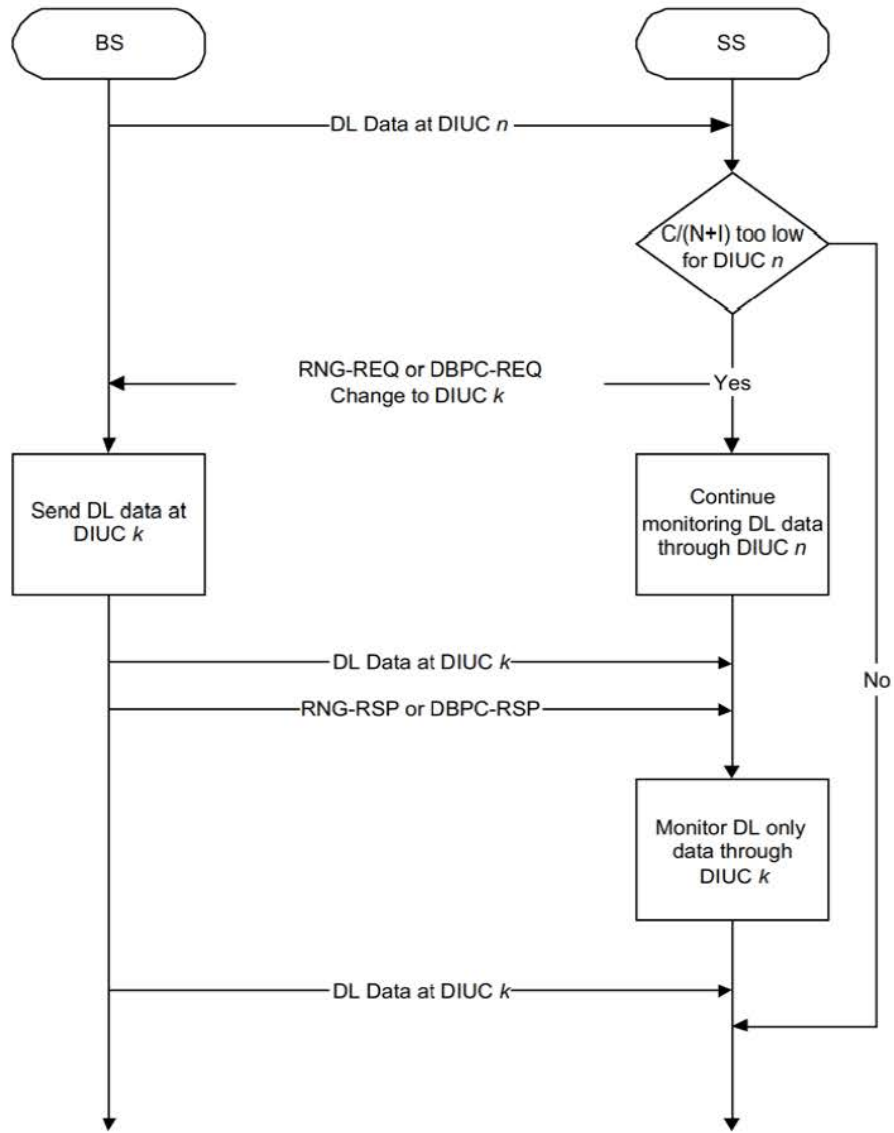 BS
SS
DL Data at DIUC n
C/(N+I) too low
for DIUC n
RNG-REQ or DBPC-REQ
Change to DIUC k
Yes
Send DL data at
DIUC k
Continue
monitoring DL data
through DIUC n
DL Data at DIUC k
No
RNG-RSP or DBPC-RSP
Monitor DL only
data through
DIUC k
DL Data at DIUC k